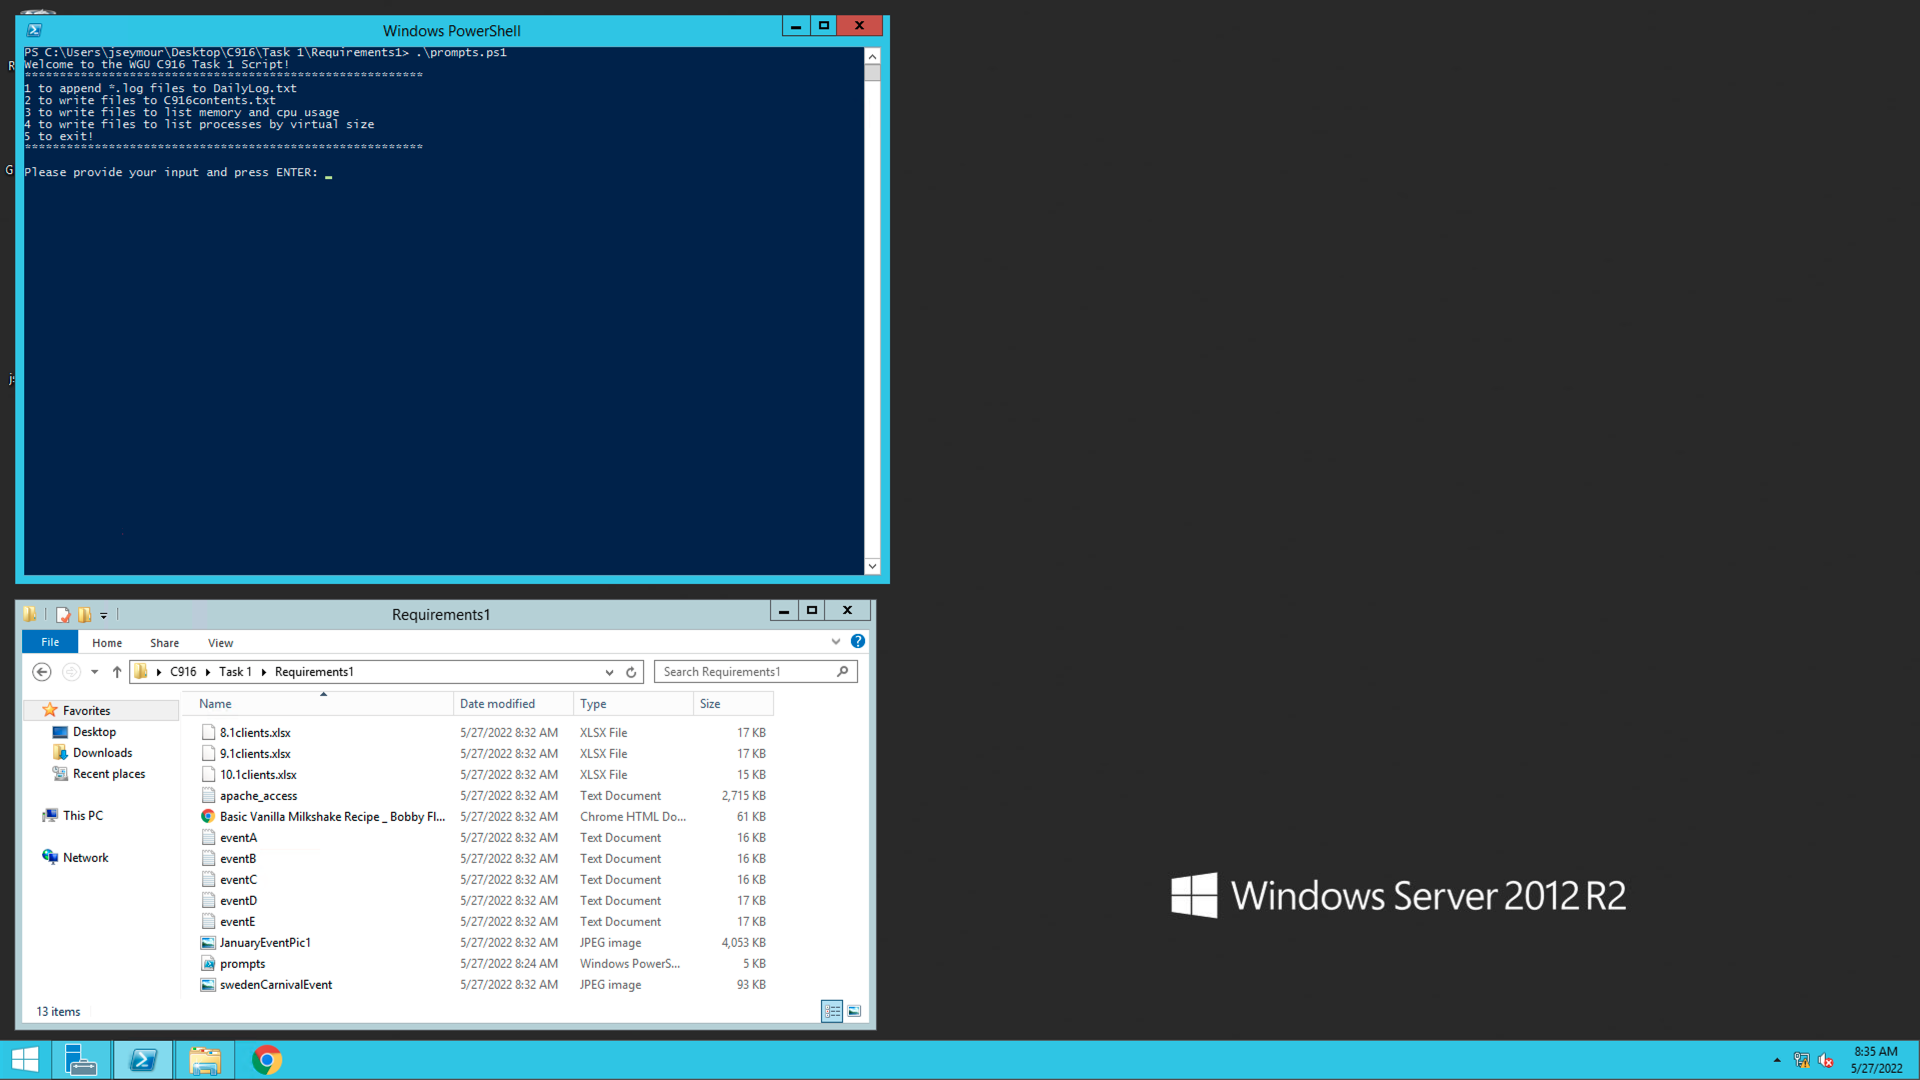 Windows PowerShell
PS C:\Users\jseymour\Desktop\C916\Task 1\Requirements1> .\prompts.ps1
Welcome to the WGU C916 Task 1 Script!
*********************************************************
1 to append *.log files to DailyLog.txt
2 to write files to C916contents.txt
3 to write files to list memory and cpu usage
4 to write files to list processes by virtual size
5 to exit!
*********************************************************
Please provide your input and press ENTER: _
R
G
js
Requirements1
File Home Share View
C916 Task 1 Requirements1 Search Requirements1
Name Date modified Type Size
Favorites
Desktop
Downloads
Recent places
This PC
Network
8.1clients.xlsx 5/27/2022 8:32 AM XLSX File 17 KB
9.1clients.xlsx 5/27/2022 8:32 AM XLSX File 17 KB
10.1clients.xlsx 5/27/2022 8:32 AM XLSX File 15 KB
apache_access 5/27/2022 8:32 AM Text Document 2,715 KB
Basic Vanilla Milkshake Recipe _ Bobby Fl... 5/27/2022 8:32 AM Chrome HTML Do... 61 KB
eventA 5/27/2022 8:32 AM Text Document 16 KB
eventB 5/27/2022 8:32 AM Text Document 16 KB
eventC 5/27/2022 8:32 AM Text Document 16 KB
eventD 5/27/2022 8:32 AM Text Document 17 KB
eventE 5/27/2022 8:32 AM Text Document 17 KB
JanuaryEventPic1 5/27/2022 8:32 AM JPEG image 4,053 KB
prompts 5/27/2022 8:24 AM Windows PowerS... 5 KB
swedenCarnivalEvent 5/27/2022 8:32 AM JPEG image 93 KB
13 items
Windows Server 2012 R2
8:35 AM
5/27/2022